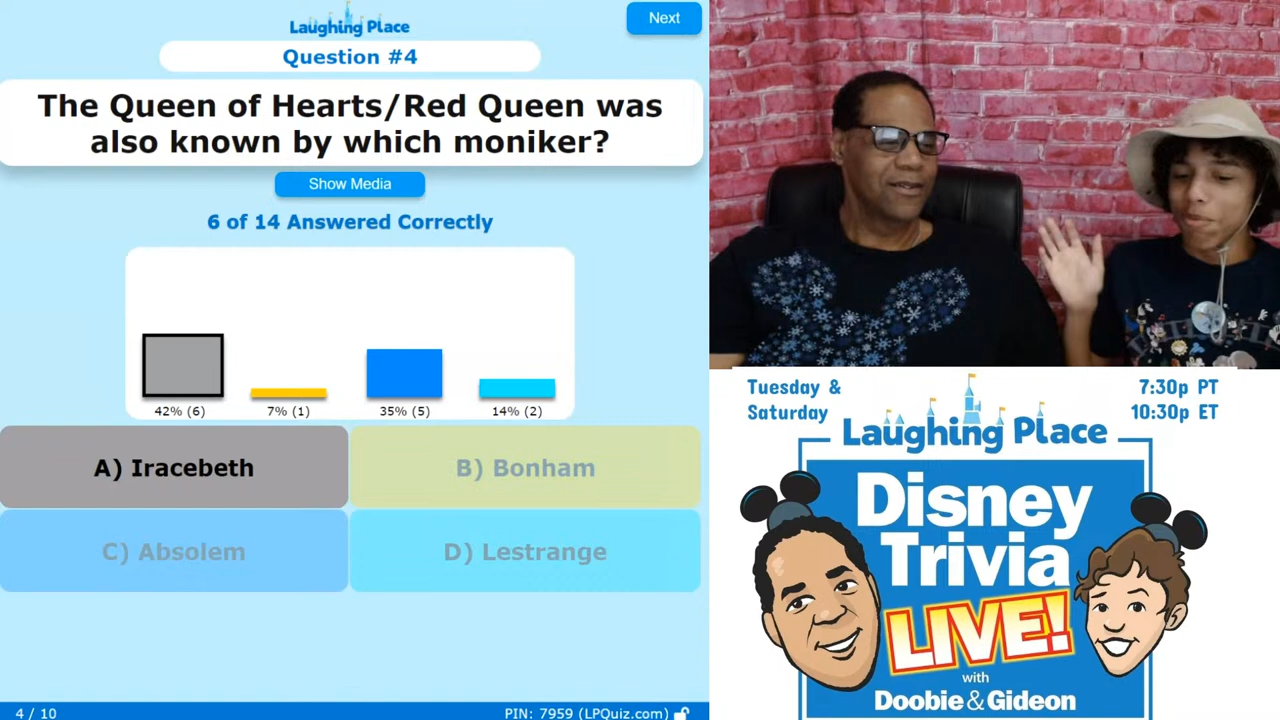 Laughing Place
Next
Question #4
The Queen of Hearts/Red Queen was
also known by which moniker?
Show Media
6 of 14 Answered Correctly
42% (6)
7% (1)
35% (5)
14% (2)
A) Iracebeth
B) Bonham
C) Absolem
D) Lestrange
4 / 10
PIN: 7959 (LPQuiz.com)
Tuesday &
Saturday
7:30p PT
10:30p ET
Laughing Place
Disney
Trivia
LIVE!
with
Doobie & Gideon